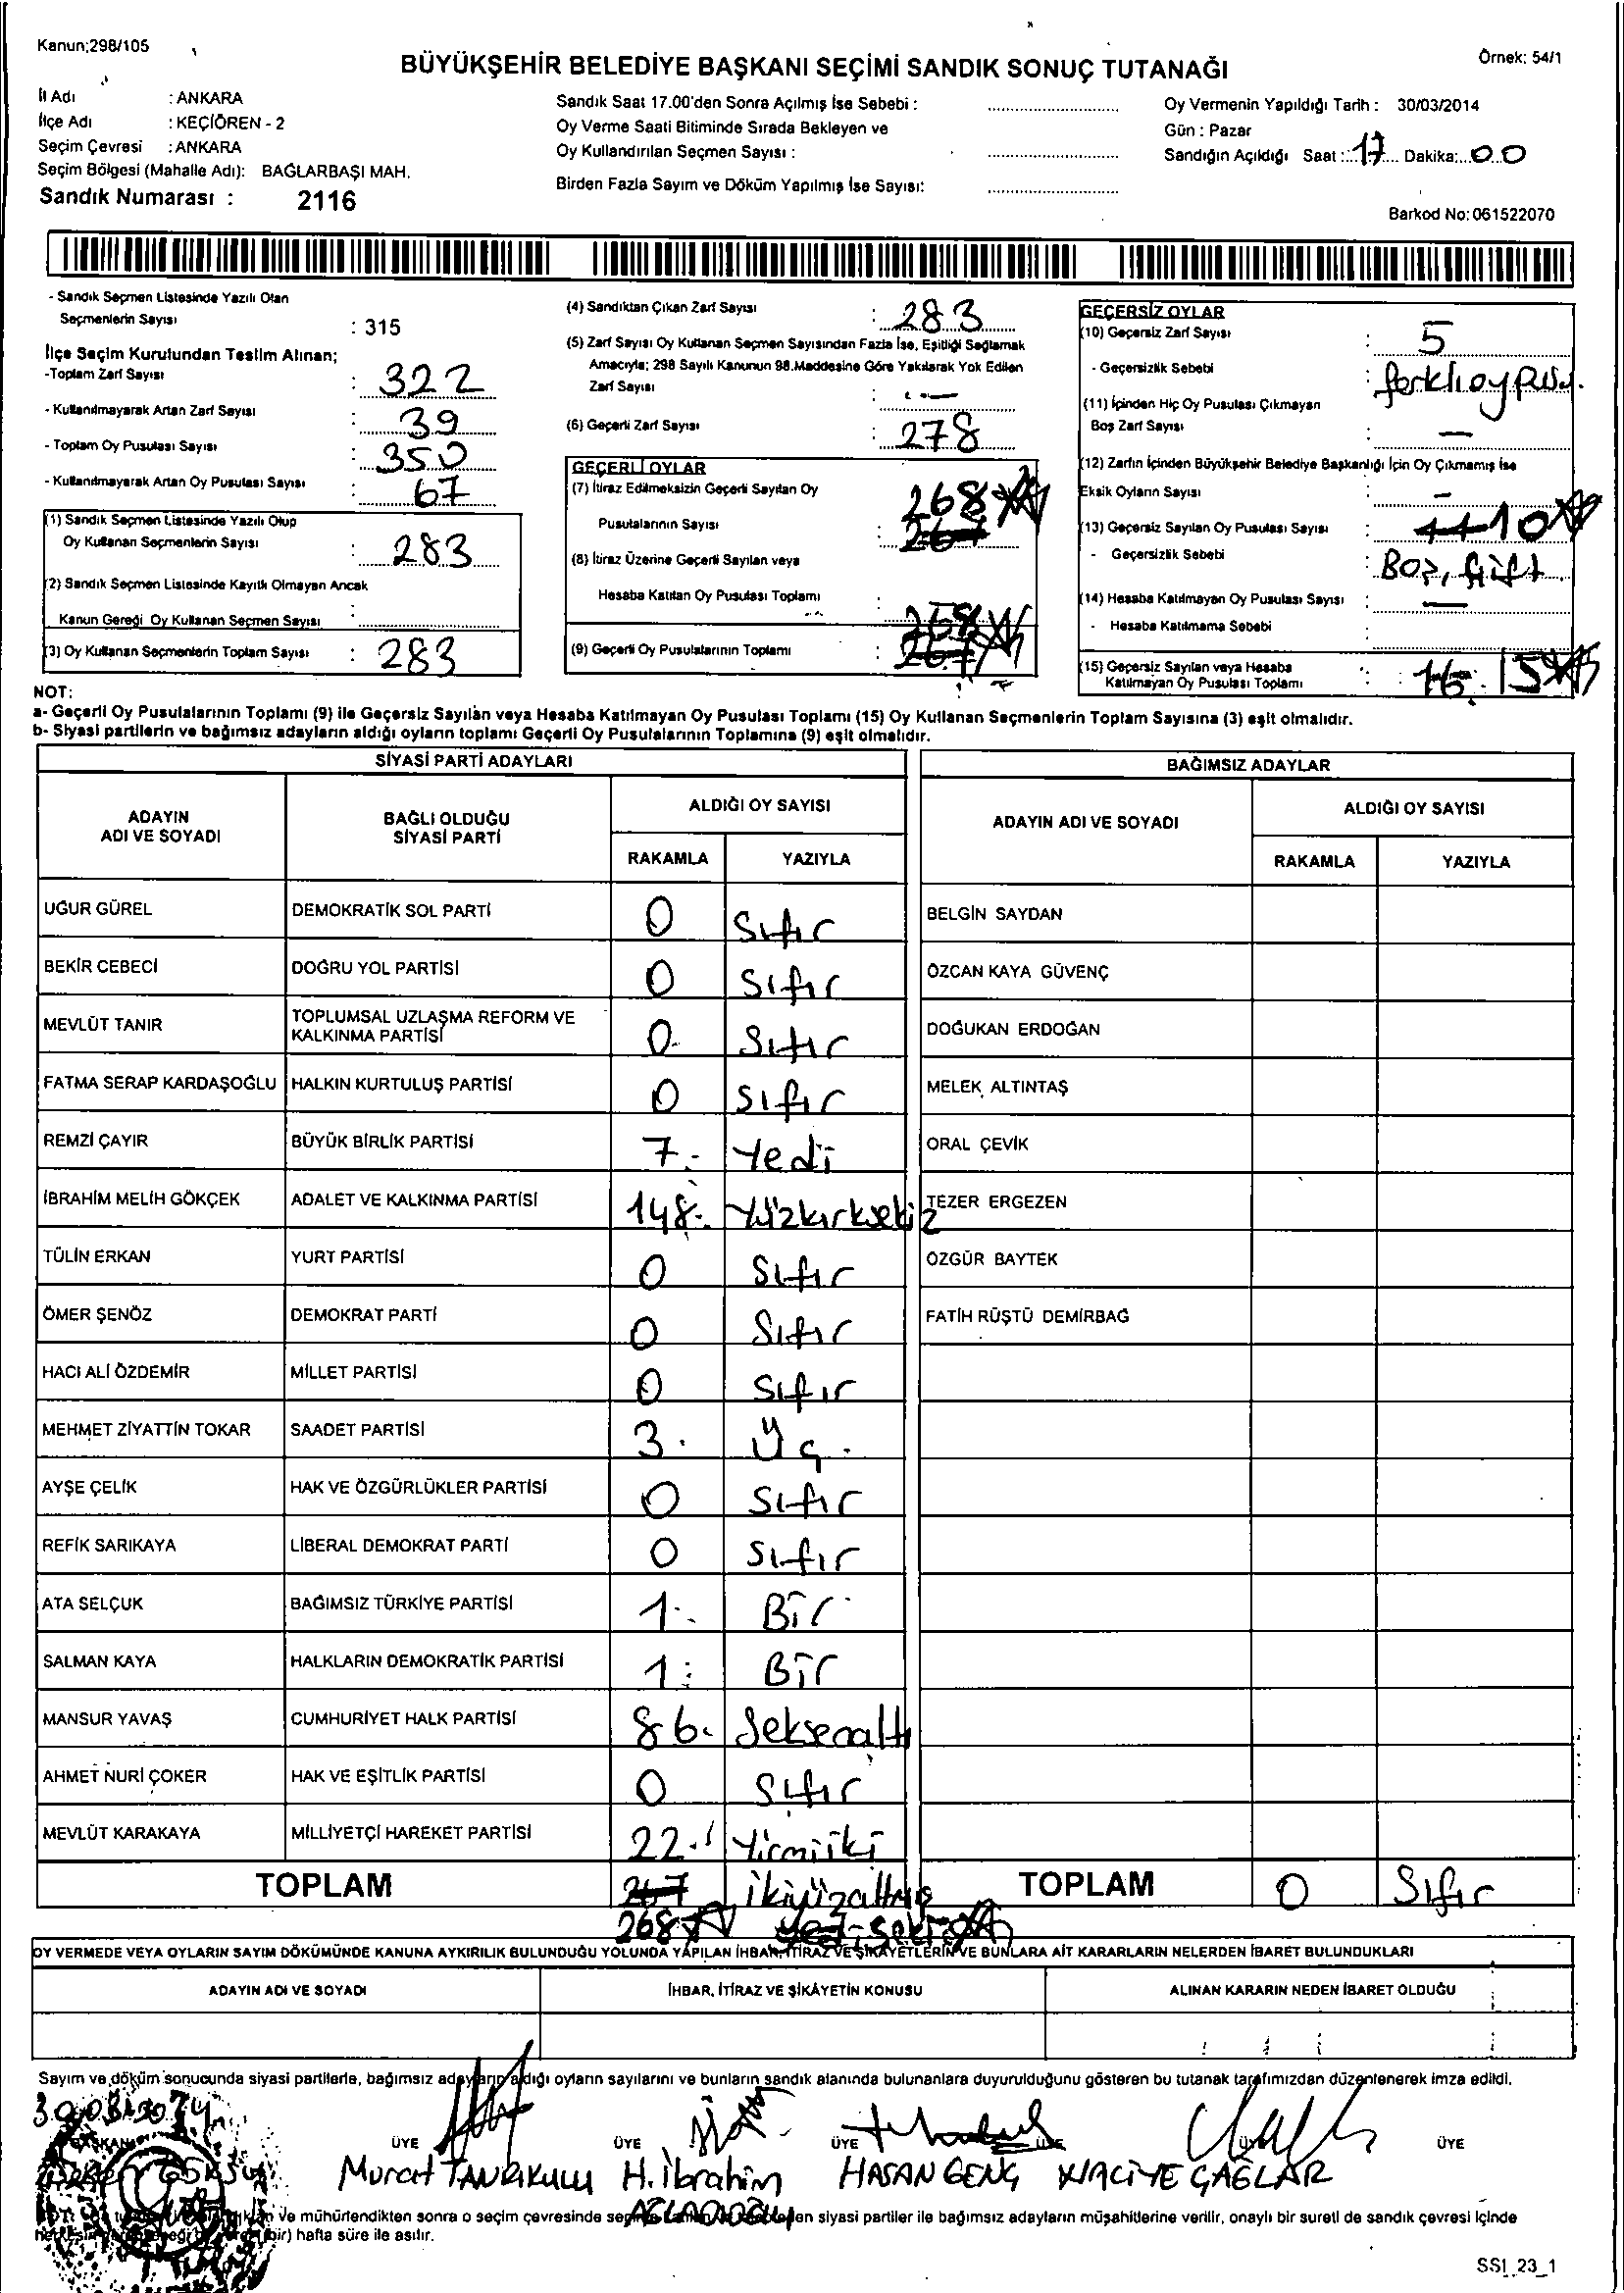 Kanun:298/105
Örnek: 54/1
BÜYÜKŞEHİR BELEDİYE BAŞKANI SEÇİMİ SANDIK SONUÇ TUTANAĞI
İl Adı : ANKARA
İlçe Adı : KEÇİÖREN - 2
Seçim Çevresi : ANKARA
Seçim Bölgesi (Mahalle Adı): BAĞLARBAŞI MAH.
Sandık Numarası : 2116
Sandık Saat 17.00'den Sonra Açılmış İse Sebebi :
Oy Verme Saati Bitiminde Sırada Bekleyen ve
Oy Kullandırılan Seçmen Sayısı :
Birden Fazla Sayım ve Döküm Yapılmış İse Sayısı:
Oy Vermenin Yapıldığı Tarih : 30/03/2014
Gün : Pazar
Sandığın Açıldığı Saat : 17 Dakika: 00
Barkod No: 061522070
- Sandık Seçmen Listesinde Yazılı Olan
Seçmenlerin Sayısı : 315
İlçe Seçim Kurulundan Teslim Alınan;
-Toplam Zarf Sayısı : 322
- Kullanılmayarak Artan Zarf Sayısı : 39
- Toplam Oy Pusulası Sayısı : 350
- Kullanılmayarak Artan Oy Pusulası Sayısı : 67
(1) Sandık Seçmen Listesinde Yazılı Olup
Oy Kullanan Seçmenlerin Sayısı : 283
(2) Sandık Seçmen Listesinde Kayıtlı Olmayan Ancak
Kanun Gereği Oy Kullanan Seçmen Sayısı :
(3) Oy Kullanan Seçmenlerin Toplam Sayısı : 283
(4) Sandıktan Çıkan Zarf Sayısı : 283
(5) Zarf Sayısı Oy Kullanan Seçmen Sayısından Fazla İse, Eşitliği Sağlamak
Amacıyla; 298 Sayılı Kanunun 98.Maddesine Göre Yakılarak Yok Edilen
Zarf Sayısı : -
(6) Geçerli Zarf Sayısı : 278
GEÇERLİ OYLAR
(7) İtiraz Edilmeksizin Geçerli Sayılan Oy 268
Pusulalarının Sayısı : 267
(8) İtiraz Üzerine Geçerli Sayılan veya
Hesaba Katılan Oy Pusulası Toplamı :
268
(9) Geçerli Oy Pusulalarının Toplamı : 267
GEÇERSİZ OYLAR
(10) Geçersiz Zarf Sayısı : 5
- Geçersizlik Sebebi : farklı oy pus.
(11) İçinden Hiç Oy Pusulası Çıkmayan
Boş Zarf Sayısı : -
(12) Zarfın İçinden Büyükşehir Belediye Başkanlığı İçin Oy Çıkmamış İse
Eksik Oyların Sayısı : -
(13) Geçersiz Sayılan Oy Pusulası Sayısı : 11 10
- Geçersizlik Sebebi : Boş, çift
(14) Hesaba Katılmayan Oy Pusulası Sayısı : -
- Hesaba Katılmama Sebebi :
(15) Geçersiz Sayılan veya Hesaba
Katılmayan Oy Pusulası Toplamı : 16 15
NOT:
a- Geçerli Oy Pusulalarının Toplamı (9) ile Geçersiz Sayılan veya Hesaba Katılmayan Oy Pusulası Toplamı (15) Oy Kullanan Seçmenlerin Toplam Sayısına (3) eşit olmalıdır.
b- Siyasi partilerin ve bağımsız adayların aldığı oyların toplamı Geçerli Oy Pusulalarının Toplamına (9) eşit olmalıdır.
SİYASİ PARTİ ADAYLARI
ADAYIN ADI VE SOYADI BAĞLI OLDUĞU SİYASİ PARTİ ALDIĞI OY SAYISI
RAKAMLA YAZIYLA
UĞUR GÜREL DEMOKRATİK SOL PARTİ 0 Sıfır
BEKİR CEBECİ DOĞRU YOL PARTİSİ 0 Sıfır
MEVLÜT TANIR TOPLUMSAL UZLAŞMA REFORM VE KALKINMA PARTİSİ 0 Sıfır
FATMA SERAP KARDAŞOĞLU HALKIN KURTULUŞ PARTİSİ 0 Sıfır
REMZİ ÇAYIR BÜYÜK BİRLİK PARTİSİ 7 Yedi
İBRAHİM MELİH GÖKÇEK ADALET VE KALKINMA PARTİSİ 148 Yüzkırksekiz
TÜLİN ERKAN YURT PARTİSİ 0 Sıfır
ÖMER ŞENÖZ DEMOKRAT PARTİ 0 Sıfır
HACI ALİ ÖZDEMİR MİLLET PARTİSİ 0 Sıfır
MEHMET ZİYATTİN TOKAR SAADET PARTİSİ 3 Üç
AYŞE ÇELİK HAK VE ÖZGÜRLÜKLER PARTİSİ 0 Sıfır
REFİK SARIKAYA LİBERAL DEMOKRAT PARTİ 0 Sıfır
ATA SELÇUK BAĞIMSIZ TÜRKİYE PARTİSİ 1 Bir
SALMAN KAYA HALKLARIN DEMOKRATİK PARTİSİ 1 Bir
MANSUR YAVAŞ CUMHURİYET HALK PARTİSİ 86 Seksenaltı
AHMET NURİ ÇOKER HAK VE EŞİTLİK PARTİSİ 0 Sıfır
MEVLÜT KARAKAYA MİLLİYETÇİ HAREKET PARTİSİ 22 Yirmiiki
TOPLAM 267 İkiyüzaltmış
268 yedi sekiz
BAĞIMSIZ ADAYLAR
ADAYIN ADI VE SOYADI ALDIĞI OY SAYISI
RAKAMLA YAZIYLA
BELGİN SAYDAN
ÖZCAN KAYA GÜVENÇ
DOĞUKAN ERDOĞAN
MELEK ALTINTAŞ
ORAL ÇEVİK
TEZER ERGEZEN
ÖZGÜR BAYTEK
FATİH RÜŞTÜ DEMİRBAĞ
TOPLAM 0 Sıfır
OY VERMEDE VEYA OYLARIN SAYIM DÖKÜMÜNDE KANUNA AYKIRILIK BULUNDUĞU YOLUNDA YAPILAN İHBAR, İTİRAZ VE ŞİKAYETLERİN VE BUNLARA AİT KARARLARIN NELERDEN İBARET BULUNDUKLARI
ADAYIN ADI VE SOYADI İHBAR, İTİRAZ VE ŞİKÂYETİN KONUSU ALINAN KARARIN NEDEN İBARET OLDUĞU
Sayım ve döküm sonucunda siyasi partilerle, bağımsız adayların aldığı oyların sayılarını ve bunların sandık alanında bulunanlara duyurulduğunu gösteren bu tutanak tarafımızdan düzenlenerek imza edildi.
BAŞKAN ÜYE ÜYE ÜYE ÜYE ÜYE
Murat TANRIKULU H. İbrahim HASAN GENÇ NACİYE ÇAĞLAR
ve mühürlendikten sonra o seçim çevresinde siyasi partiler ile bağımsız adayların müşahitlerine verilir, onaylı bir sureti de sandık çevresi içinde
hafta süre ile asılır.
SSI_23_1